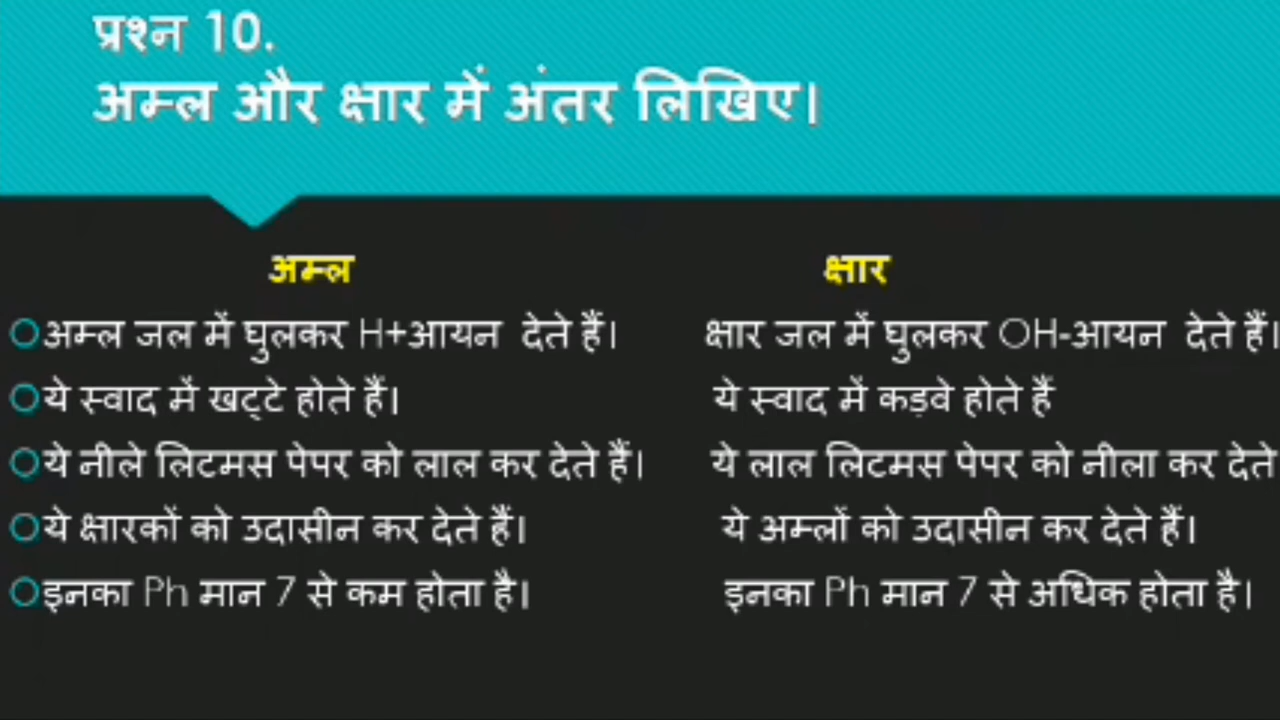 प्रश्न 10.
अम्ल और क्षार में अंतर लिखिए।
अम्ल क्षार
अम्ल जल में घुलकर H+आयन देते हैं। क्षार जल में घुलकर OH-आयन देते हैं।
ये स्वाद में खट्टे होते हैं। ये स्वाद में कड़वे होते हैं
ये नीले लिटमस पेपर को लाल कर देते हैं। ये लाल लिटमस पेपर को नीला कर देते
ये क्षारकों को उदासीन कर देते हैं। ये अम्लों को उदासीन कर देते हैं।
इनका Ph मान 7 से कम होता है। इनका Ph मान 7 से अधिक होता है।